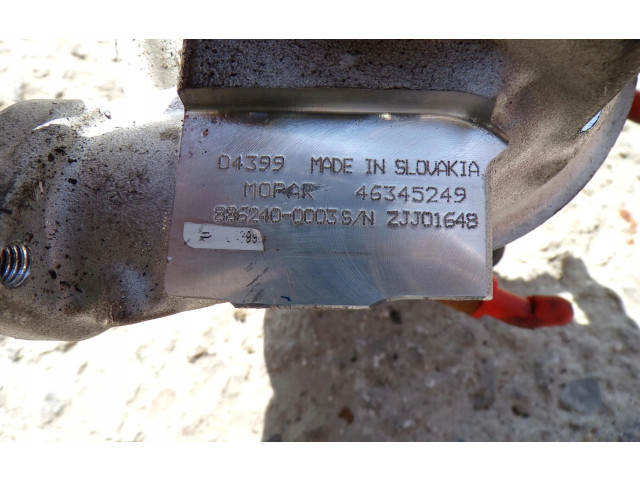 04399 MADE IN SLOVAKIA
MOPAR 46345249
886240-0003 S/N ZJJ01648